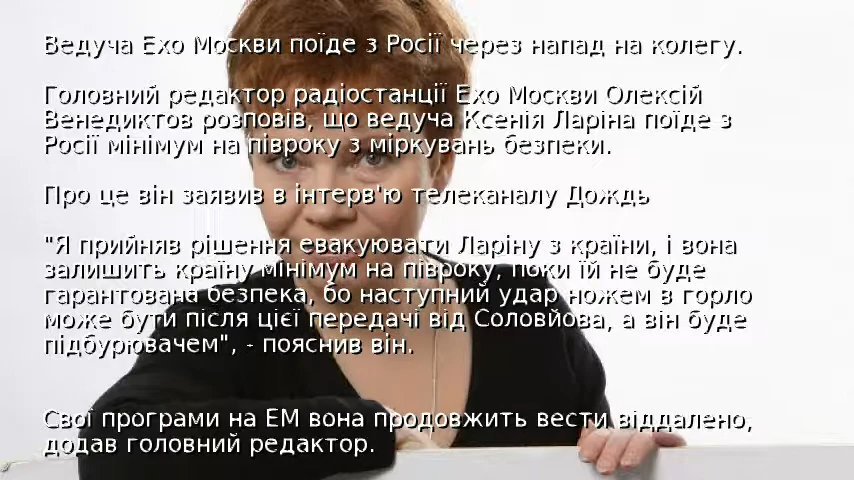 Ведуча Ехо Москви поїде з Росії через напад на колегу.
Головний редактор радіостанції Ехо Москви Олексій
Венедиктов розповів, що ведуча Ксенія Ларіна поїде з
Росії мінімум на півроку з міркувань безпеки.
Про це він заявив в інтерв'ю телеканалу Дождь
"Я прийняв рішення евакуювати Ларіну з країни, і вона
залишить країну мінімум на півроку, поки їй не буде
гарантована безпека, бо наступний удар ножем в горло
може бути після цієї передачі від Соловйова, а він буде
підбурювачем", - пояснив він.
Свої програми на ЕМ вона продовжить вести віддалено,
додав головний редактор.